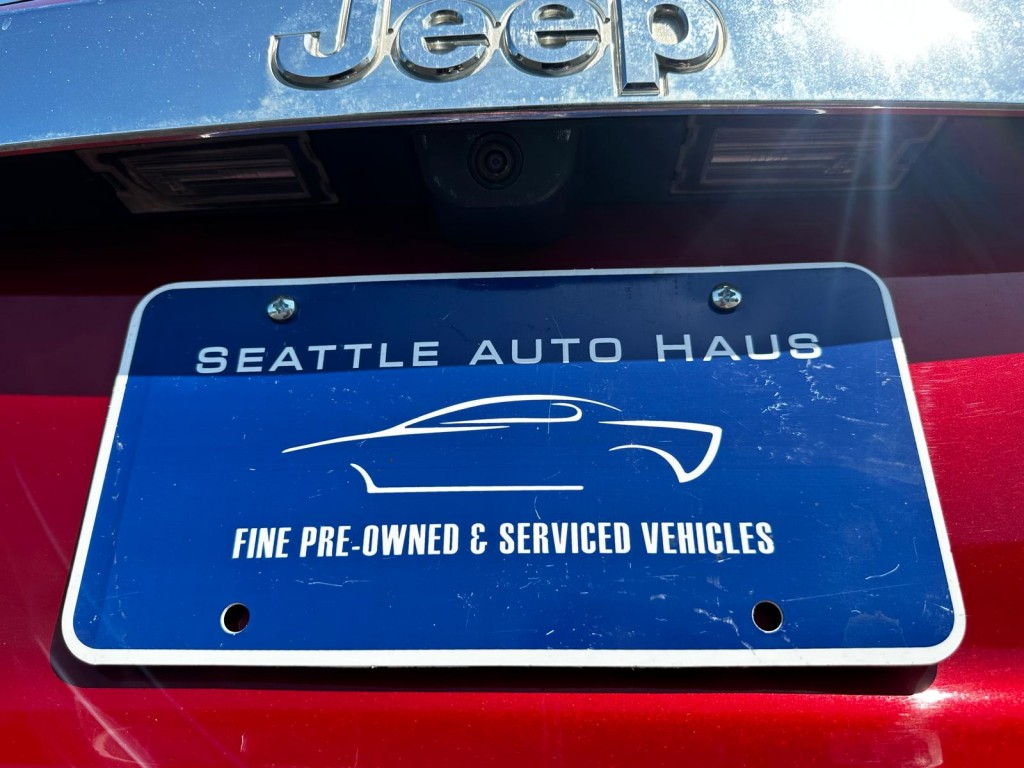 Jeep
SEATTLE AUTO HAUS
FINE PRE-OWNED & SERVICED VEHICLES